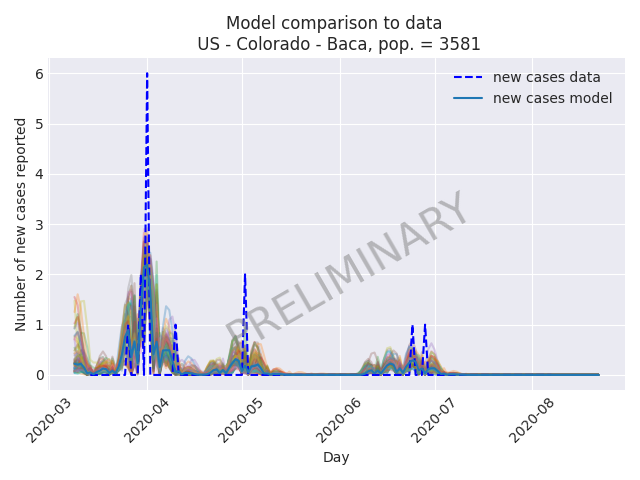 Model comparison to data
US - Colorado - Baca, pop. = 3581
new cases data
new cases model
Number of new cases reported
6
5
4
3
2
1
0
PRELIMINARY
2020-03
2020-04
2020-05
2020-06
2020-07
2020-08
Day